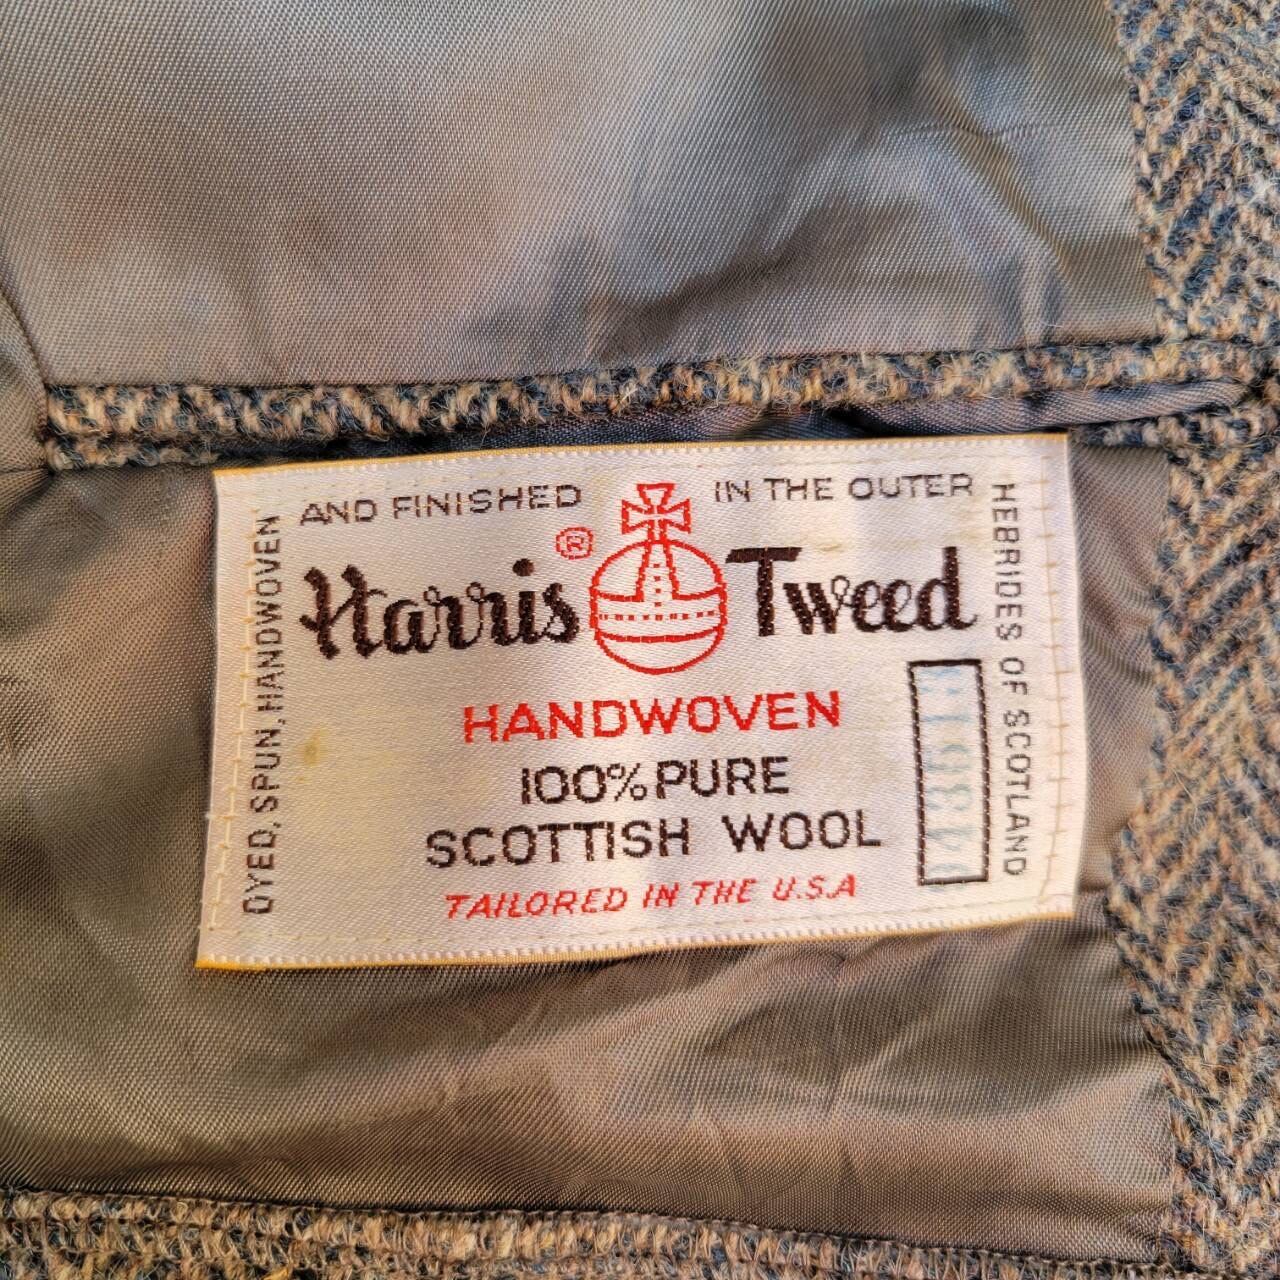 DYED, SPUN, HANDWOVEN
AND FINISHED
IN THE OUTER
HEBRIDES OF SCOTLAND
Harris ® Tweed
HANDWOVEN
100% PURE
SCOTTISH WOOL
TAILORED IN THE U.S.A